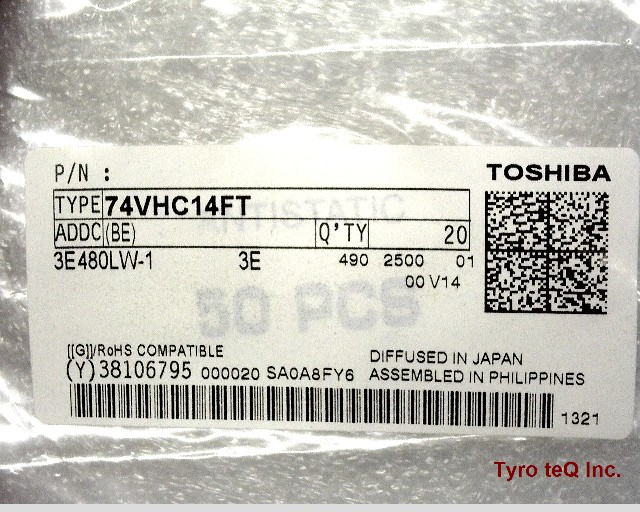 P/N :
TOSHIBA
TYPE 74VHC14FT
ANTISTATIC
ADDC (BE) Q'TY 20
3E480LW-1 3E 490 2500 01
00 V14
50 PCS
[[G]]/RoHS COMPATIBLE
DIFFUSED IN JAPAN
(Y)38106795 000020 SA0A8FY6 ASSEMBLED IN PHILIPPINES
1321
Tyro teQ Inc.